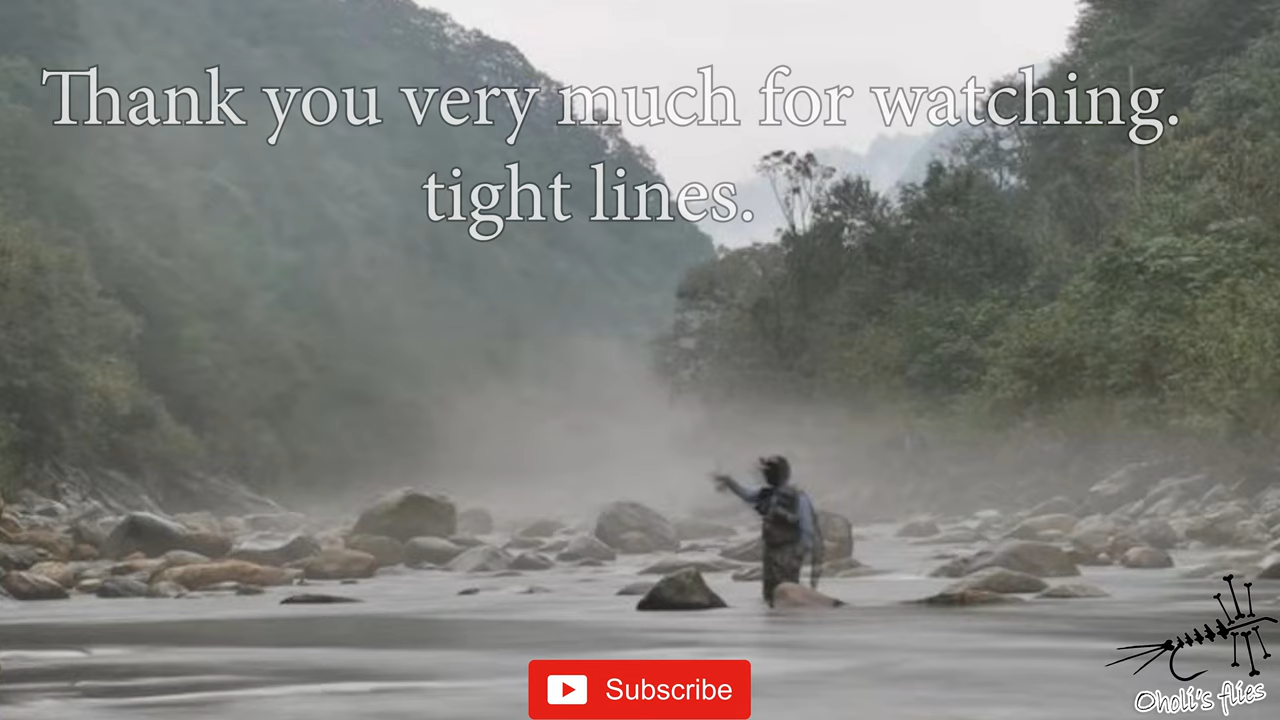 Thank you very much for watching.
tight lines.
Subscribe
Oholi's flies